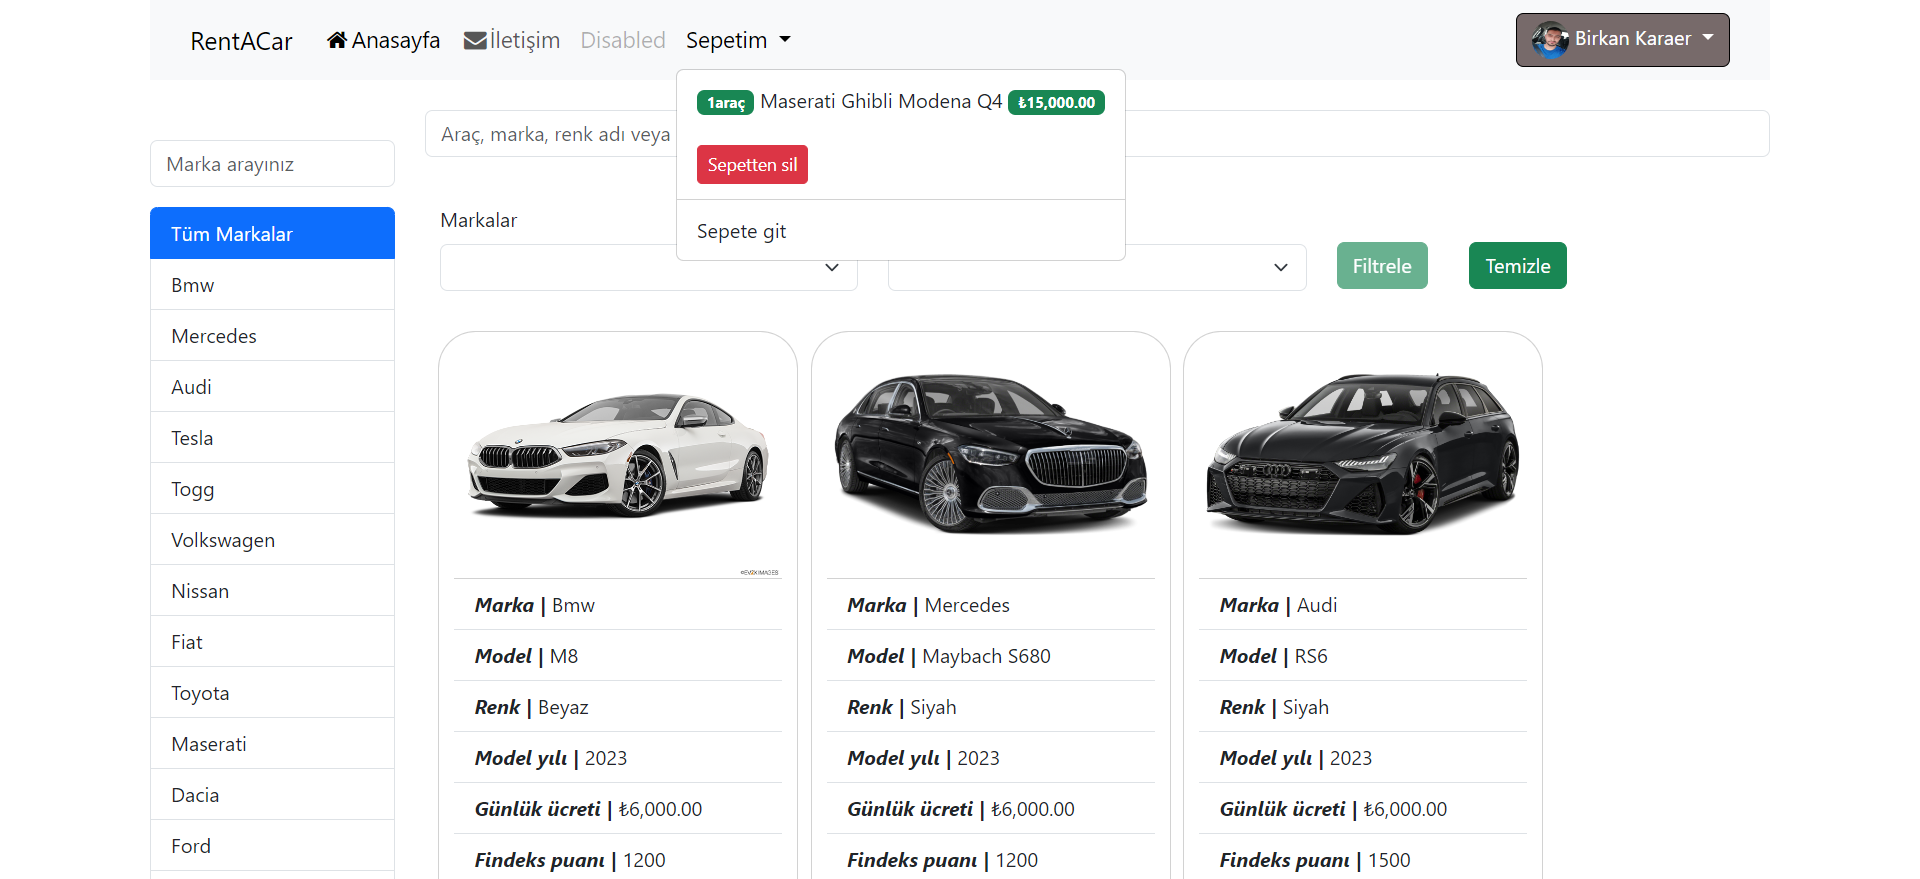 RentACar Anasayfa İletişim Disabled Sepetim Birkan Karaer
1araç Maserati Ghibli Modena Q4 ₺15,000.00
Sepetten sil
Sepete git
Araç, marka, renk adı veya
Marka arayınız
Tüm Markalar
Bmw
Mercedes
Audi
Tesla
Togg
Volkswagen
Nissan
Fiat
Toyota
Maserati
Dacia
Ford
Markalar
Filtrele Temizle
©EVOX IMAGES
Marka | Bmw
Model | M8
Renk | Beyaz
Model yılı | 2023
Günlük ücreti | ₺6,000.00
Findeks puanı | 1200
Marka | Mercedes
Model | Maybach S680
Renk | Siyah
Model yılı | 2023
Günlük ücreti | ₺6,000.00
Findeks puanı | 1200
Marka | Audi
Model | RS6
Renk | Siyah
Model yılı | 2023
Günlük ücreti | ₺6,000.00
Findeks puanı | 1500